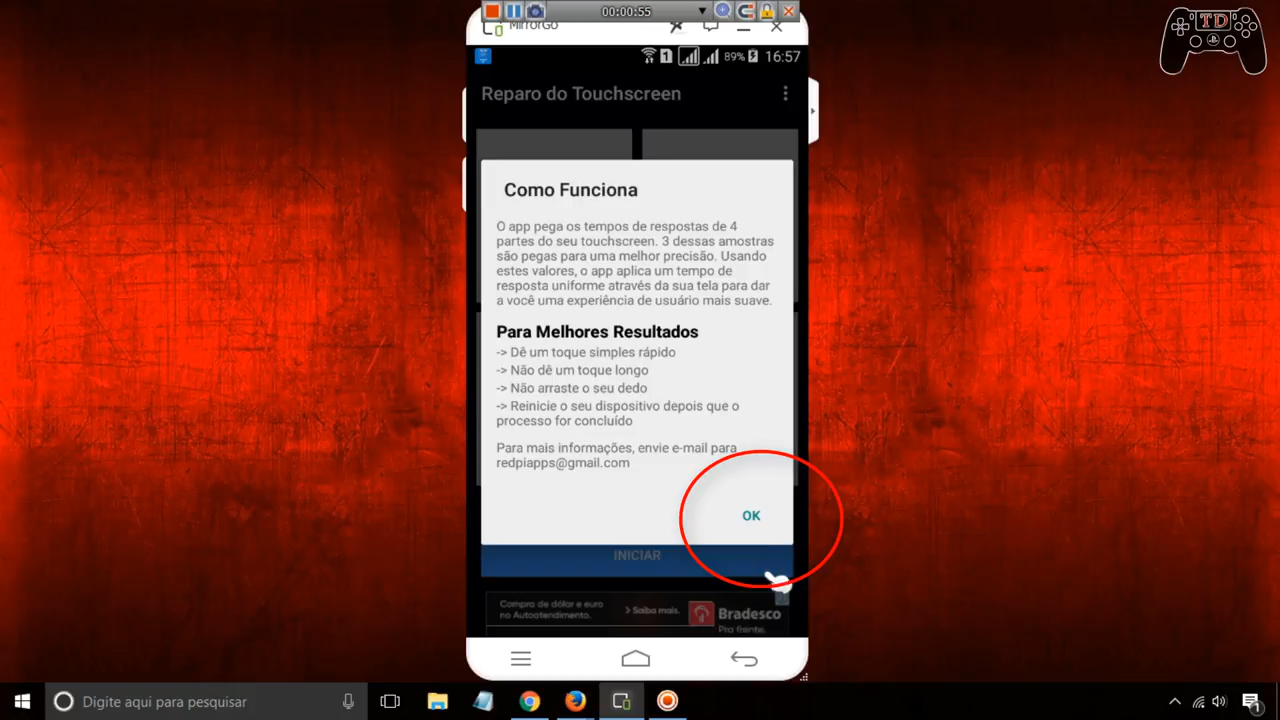 00:00:55
TD
MirrorGo
1
89%
16:57
Reparo do Touchscreen
Como Funciona
O app pega os tempos de respostas de 4
partes do seu touchscreen. 3 dessas amostras
são pegas para uma melhor precisão. Usando
estes valores, o app aplica um tempo de
resposta uniforme através da sua tela para dar
a você uma experiência de usuário mais suave.
Para Melhores Resultados
-> Dê um toque simples rápido
-> Não dê um toque longo
-> Não arraste o seu dedo
-> Reinicie o seu dispositivo depois que o
processo for concluído
Para mais informações, envie e-mail para
redpiapps@gmail.com
OK
INICIAR
Compra de dólar e euro
no Autoatendimento.
> Saiba mais.
Bradesco
Pra frente.
Digite aqui para pesquisar
1